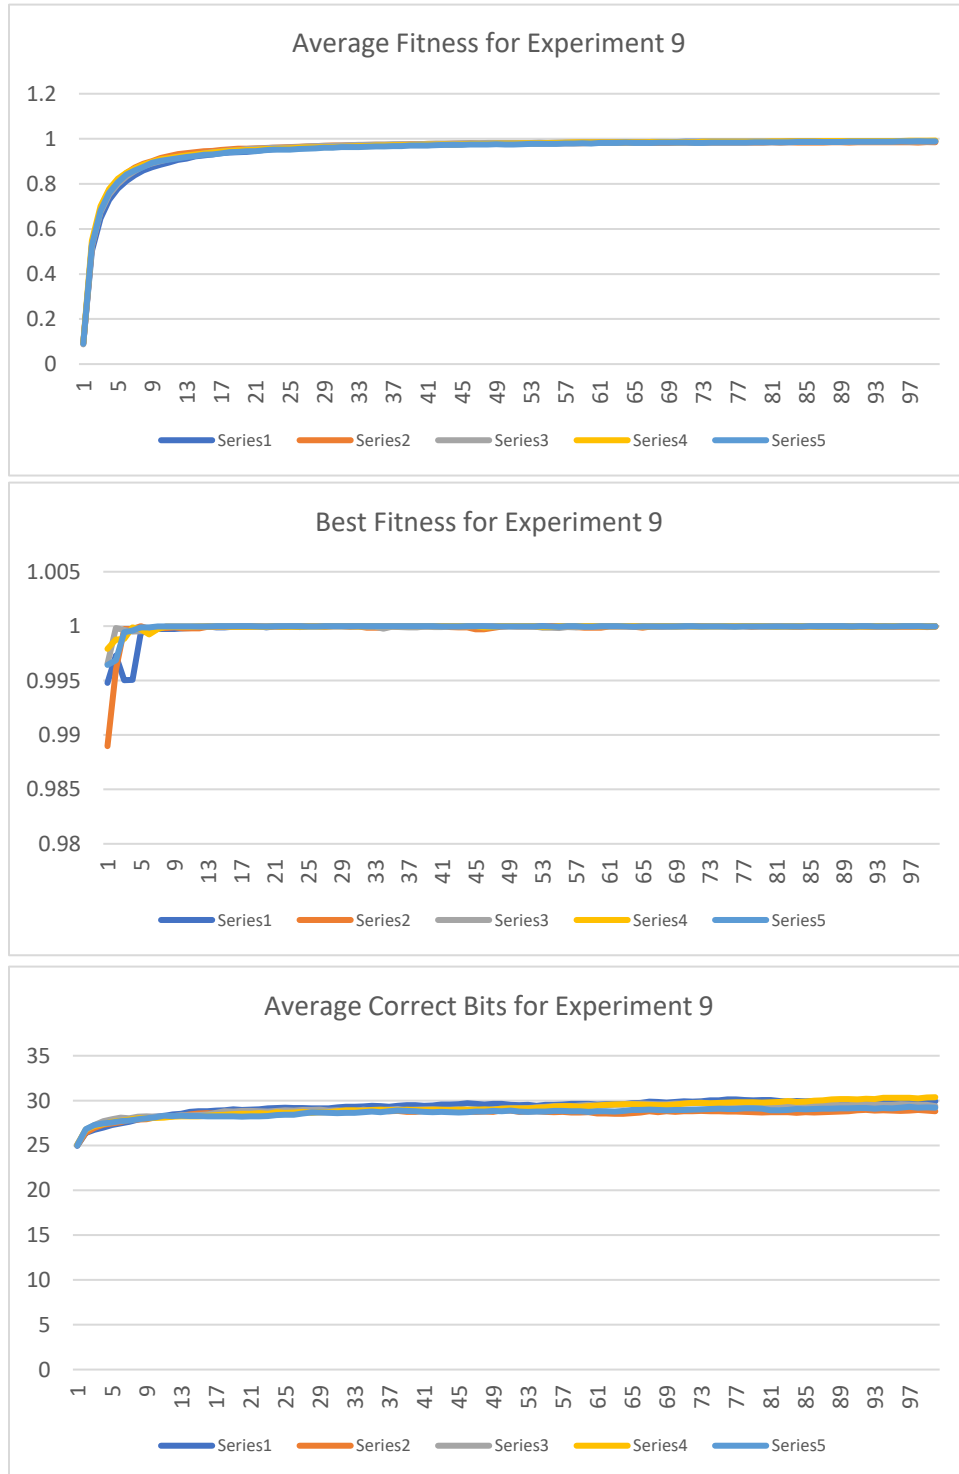 Average Fitness for Experiment 9
1.2
1
0.8
0.6
0.4
0.2
0
1 5 9 13 17 21 25 29 33 37 41 45 49 53 57 61 65 69 73 77 81 85 89 93 97
Series1 Series2 Series3 Series4 Series5
Best Fitness for Experiment 9
1.005
1
0.995
0.99
0.985
0.98
1 5 9 13 17 21 25 29 33 37 41 45 49 53 57 61 65 69 73 77 81 85 89 93 97
Series1 Series2 Series3 Series4 Series5
Average Correct Bits for Experiment 9
35
30
25
20
15
10
5
0
1 5 9 13 17 21 25 29 33 37 41 45 49 53 57 61 65 69 73 77 81 85 89 93 97
Series1 Series2 Series3 Series4 Series5